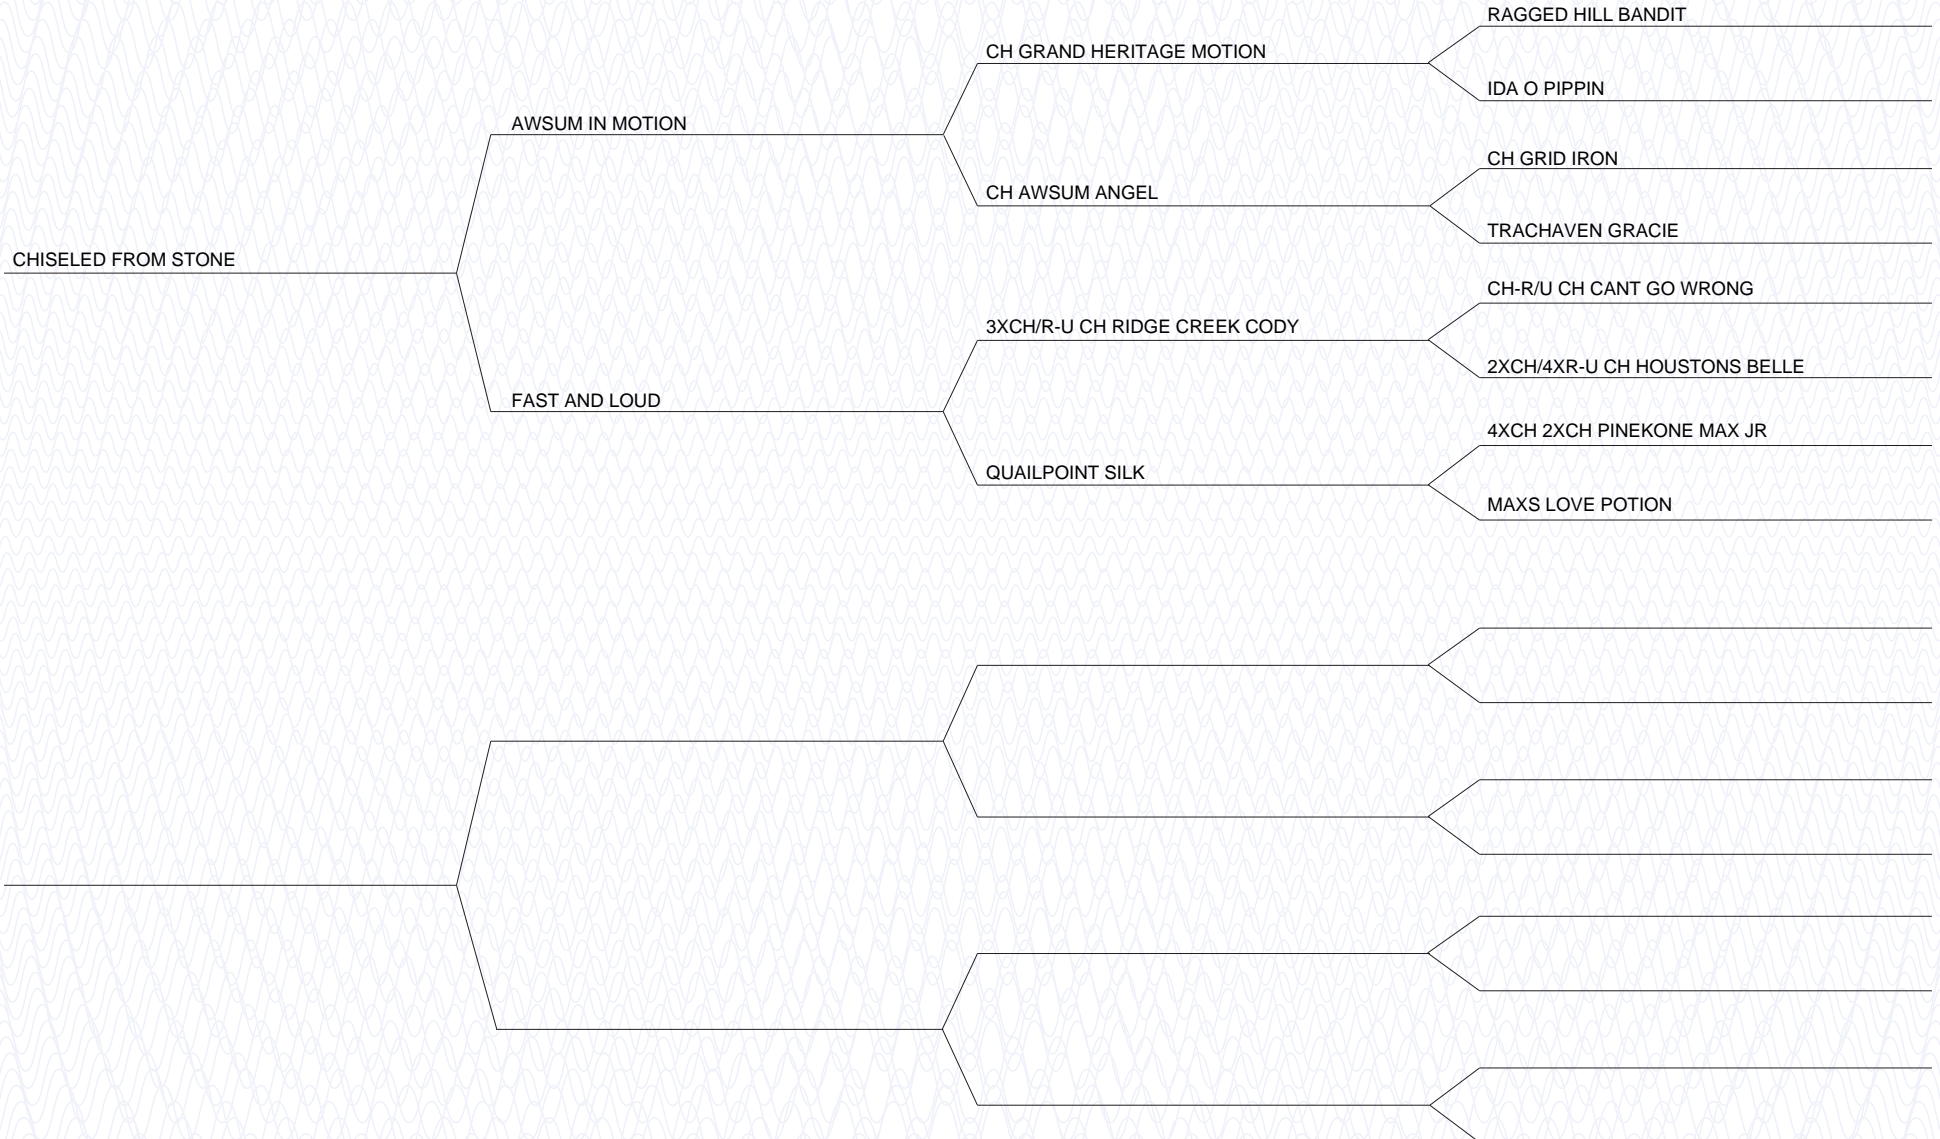 RAGGED HILL BANDIT
CH GRAND HERITAGE MOTION
IDA O PIPPIN
AWSUM IN MOTION
CH GRID IRON
CH AWSUM ANGEL
TRACHAVEN GRACIE
CHISELED FROM STONE
CH-R/U CH CANT GO WRONG
3XCH/R-U CH RIDGE CREEK CODY
2XCH/4XR-U CH HOUSTONS BELLE
FAST AND LOUD
4XCH 2XCH PINEKONE MAX JR
QUAILPOINT SILK
MAXS LOVE POTION